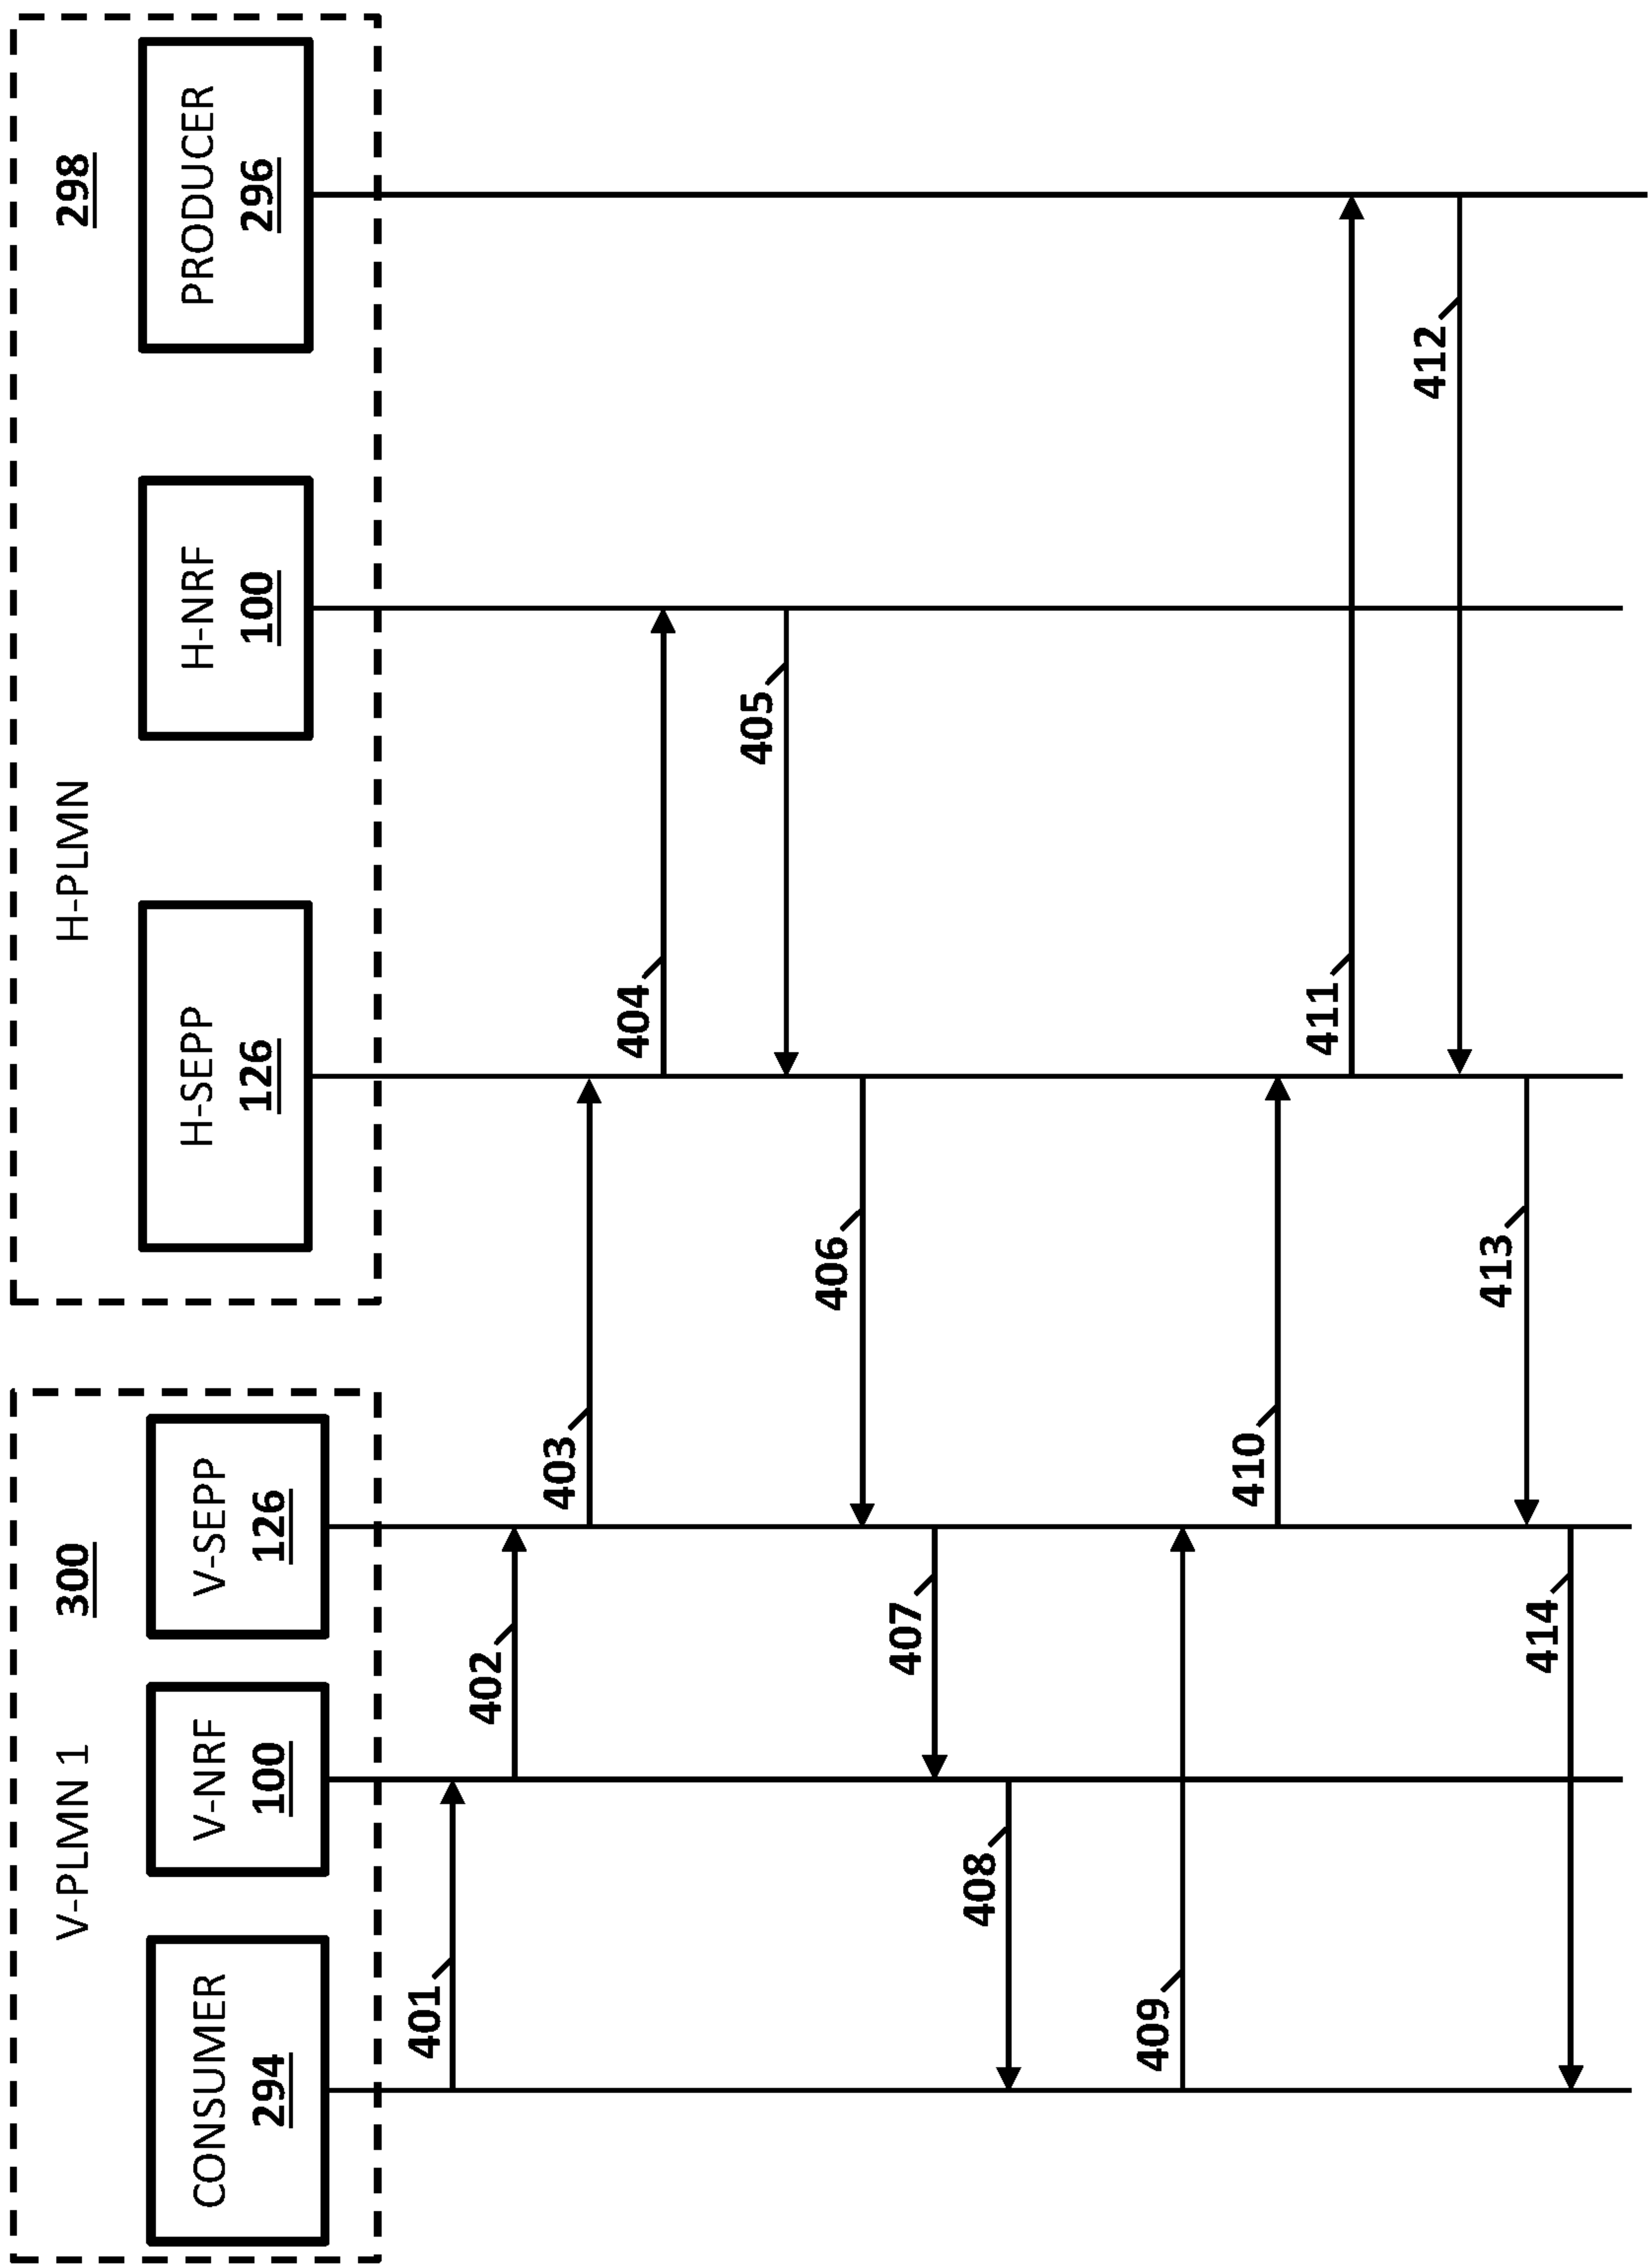 V-PLMN 1
300
H-PLMN
298
CONSUMER
294
V-NRF
100
V-SEPP
126
H-SEPP
126
H-NRF
100
PRODUCER
296
401
402
403
404
405
406
407
408
409
410
411
412
413
414